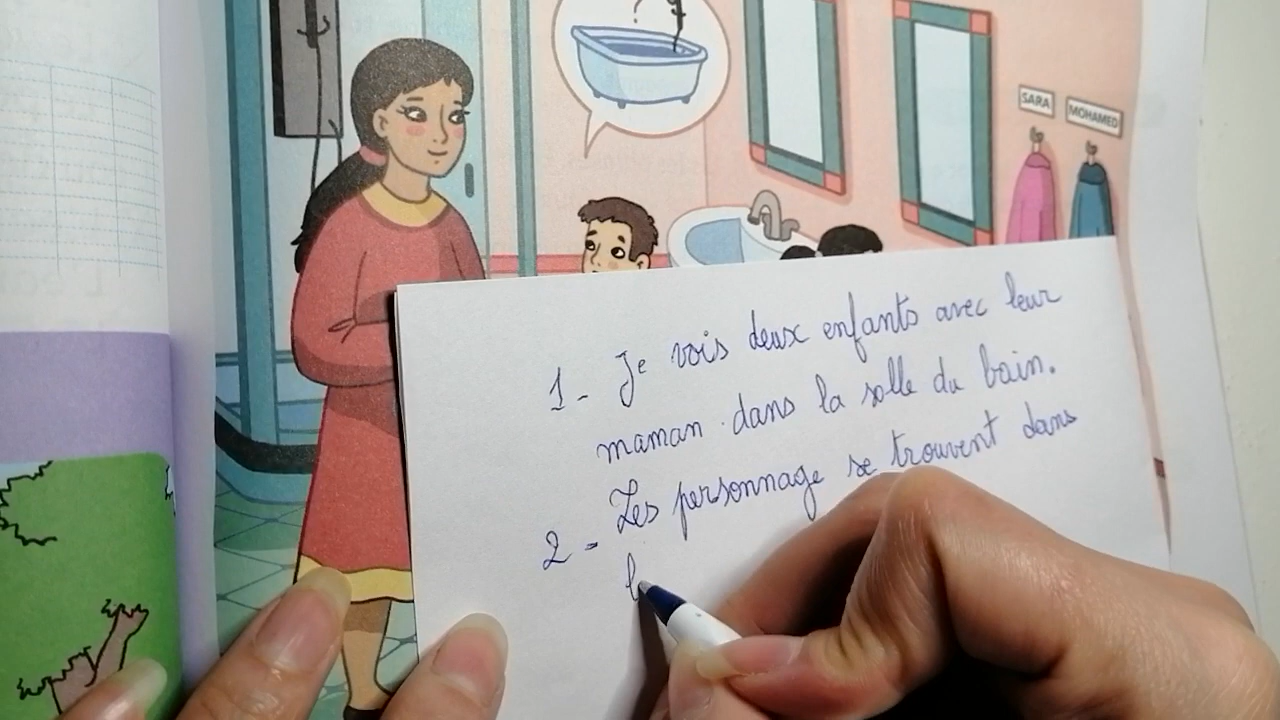 SARA
MOHAMED
1- Je vois deux enfants avec leur
maman dans la salle du bain.
2- Les personnage se trouvent dans
l